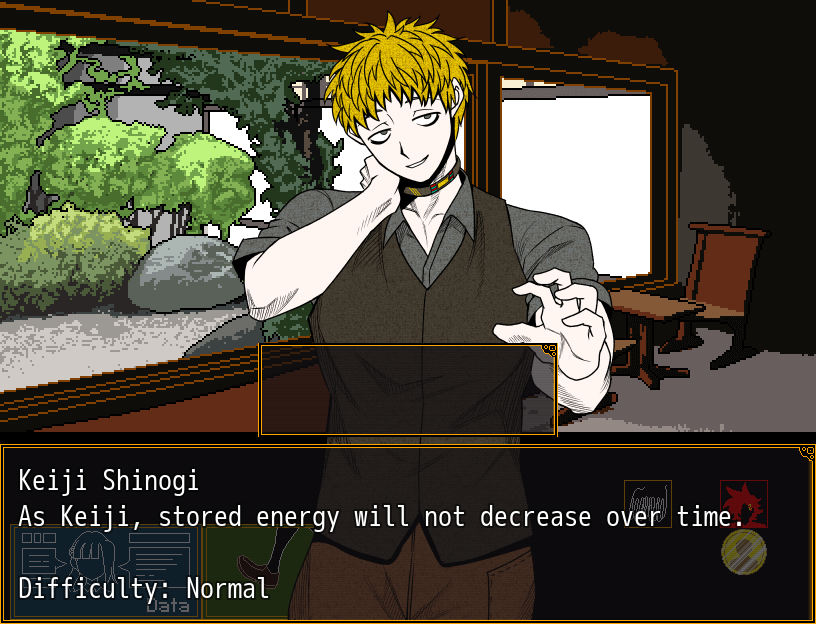 Keiji Shinogi
As Keiji, stored energy will not decrease over time.
Difficulty: Normal
Data